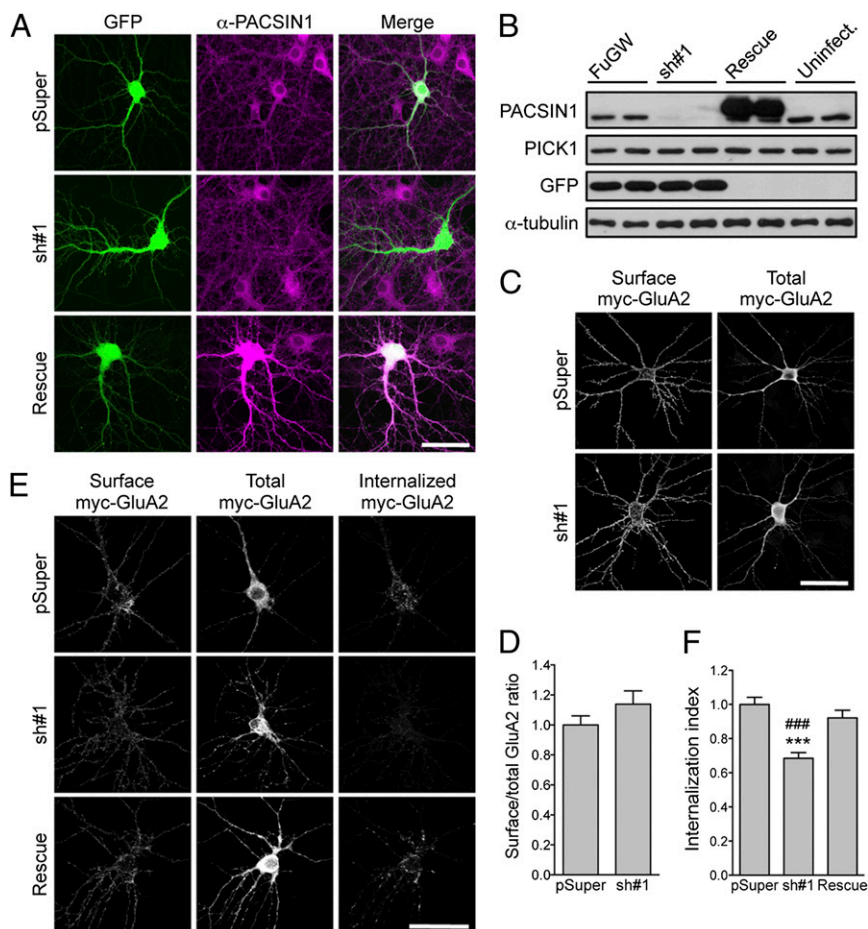 A
GFP
α-PACSIN1
Merge
pSuper
sh#1
Rescue
B
FuGW
sh#1
Rescue
Uninfect.
PACSIN1
PICK1
GFP
α-tubulin
C
Surface
myc-GluA2
Total
myc-GluA2
pSuper
sh#1
E
Surface
myc-GluA2
Total
myc-GluA2
Internalized
myc-GluA2
pSuper
sh#1
Rescue
D
Surface/total GluA2 ratio
1.4
1.2
1.0
0.8
0.6
0.4
0.2
0.0
pSuper sh#1
F
Internalization index
1.2
1.0
0.8
0.6
0.4
0.2
0.0
###
***
pSuper sh#1 Rescue